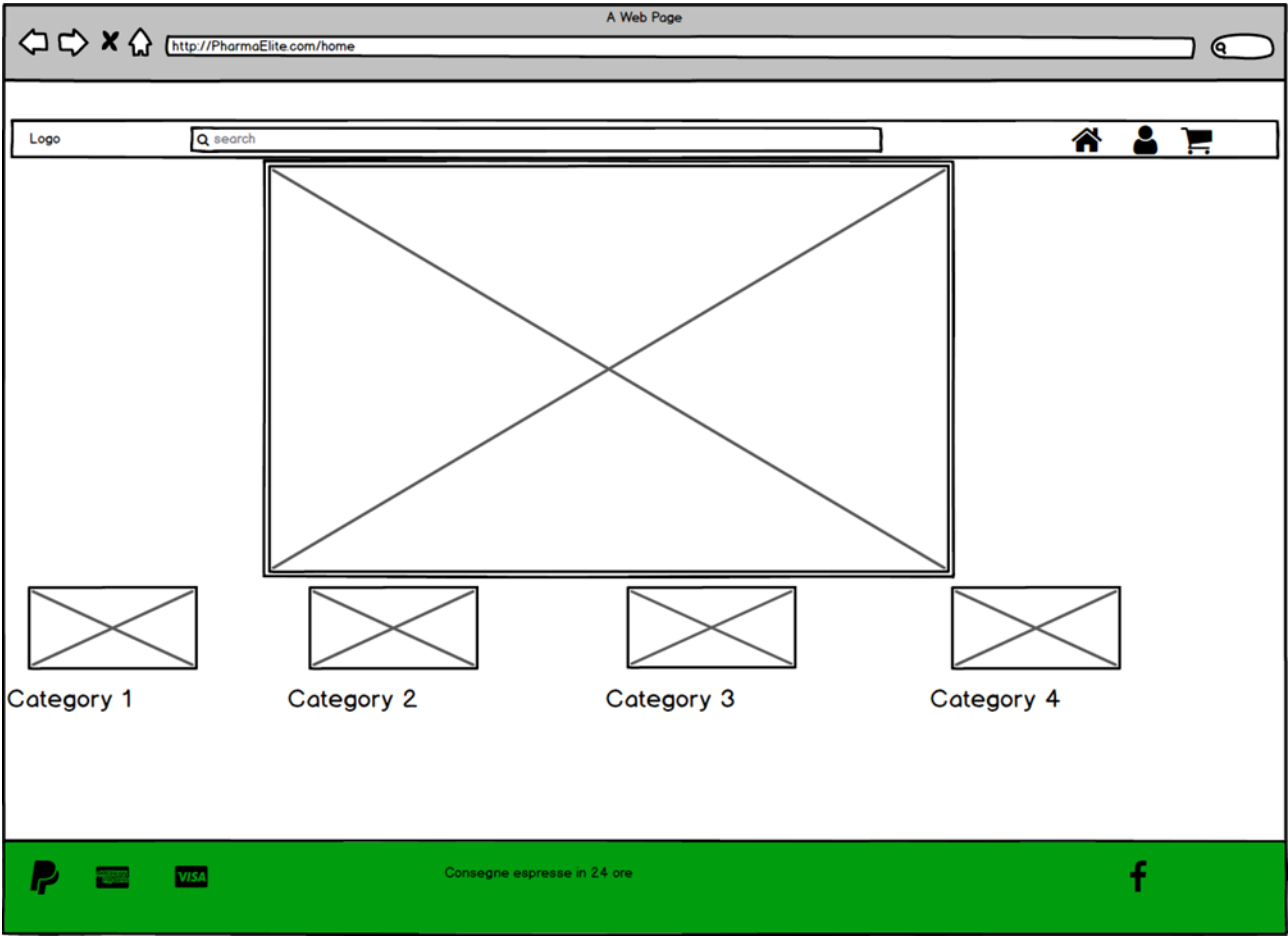 A Web Page
http://PharmaElite.com/home
Logo
search
Category 1
Category 2
Category 3
Category 4
VISA
Consegne espresse in 24 ore